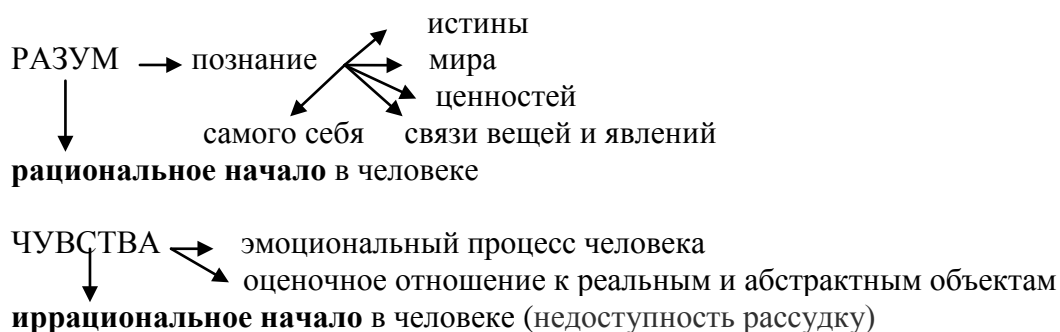 истины
РАЗУМ познание мира
ценностей
самого себя связи вещей и явлений
рациональное начало в человеке
ЧУВСТВА эмоциональный процесс человека
оценочное отношение к реальным и абстрактным объектам
иррациональное начало в человеке (недоступность рассудку)